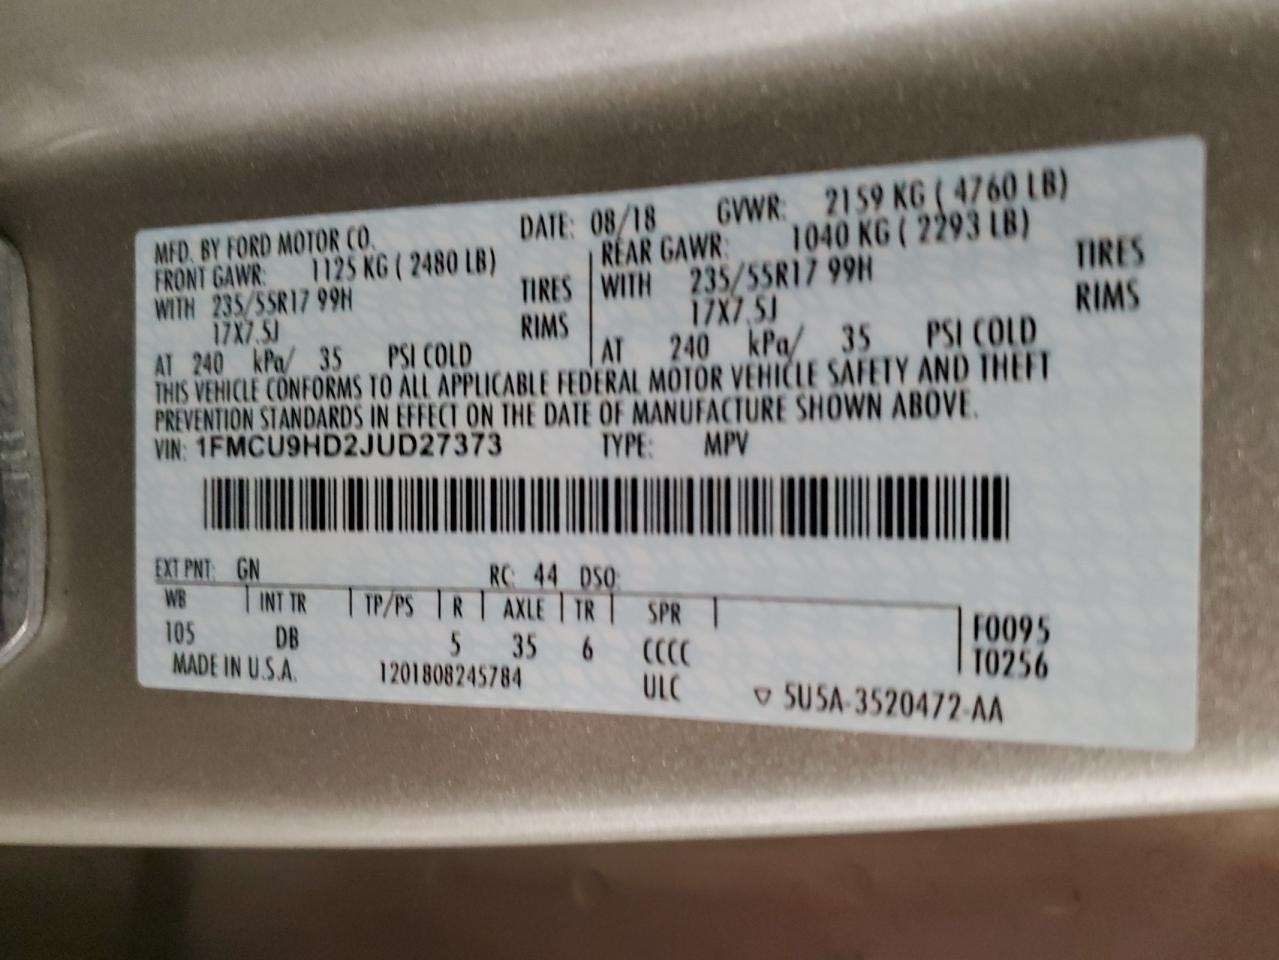 MFD. BY FORD MOTOR CO. DATE: 08/18 GVWR: 2159 KG ( 4760 LB)
FRONT GAWR: 1125 KG ( 2480 LB)
WITH 235/55R17 99H TIRES
17X7.5J RIMS
AT 240 kPa/ 35 PSI COLD
REAR GAWR: 1040 KG ( 2293 LB)
WITH 235/55R17 99H TIRES
17X7.5J RIMS
AT 240 kPa/ 35 PSI COLD
THIS VEHICLE CONFORMS TO ALL APPLICABLE FEDERAL MOTOR VEHICLE SAFETY AND THEFT
PREVENTION STANDARDS IN EFFECT ON THE DATE OF MANUFACTURE SHOWN ABOVE.
VIN: 1FMCU9HD2JUD27373 TYPE: MPV
EXT PNT: GN RC: 44 DSO:
WB INT TR TP/PS R AXLE TR SPR
105 DB 5 35 6 CCCC
F0095
T0256
MADE IN U.S.A. 1201808245784 ULC
▽ 5U5A-3520472-AA